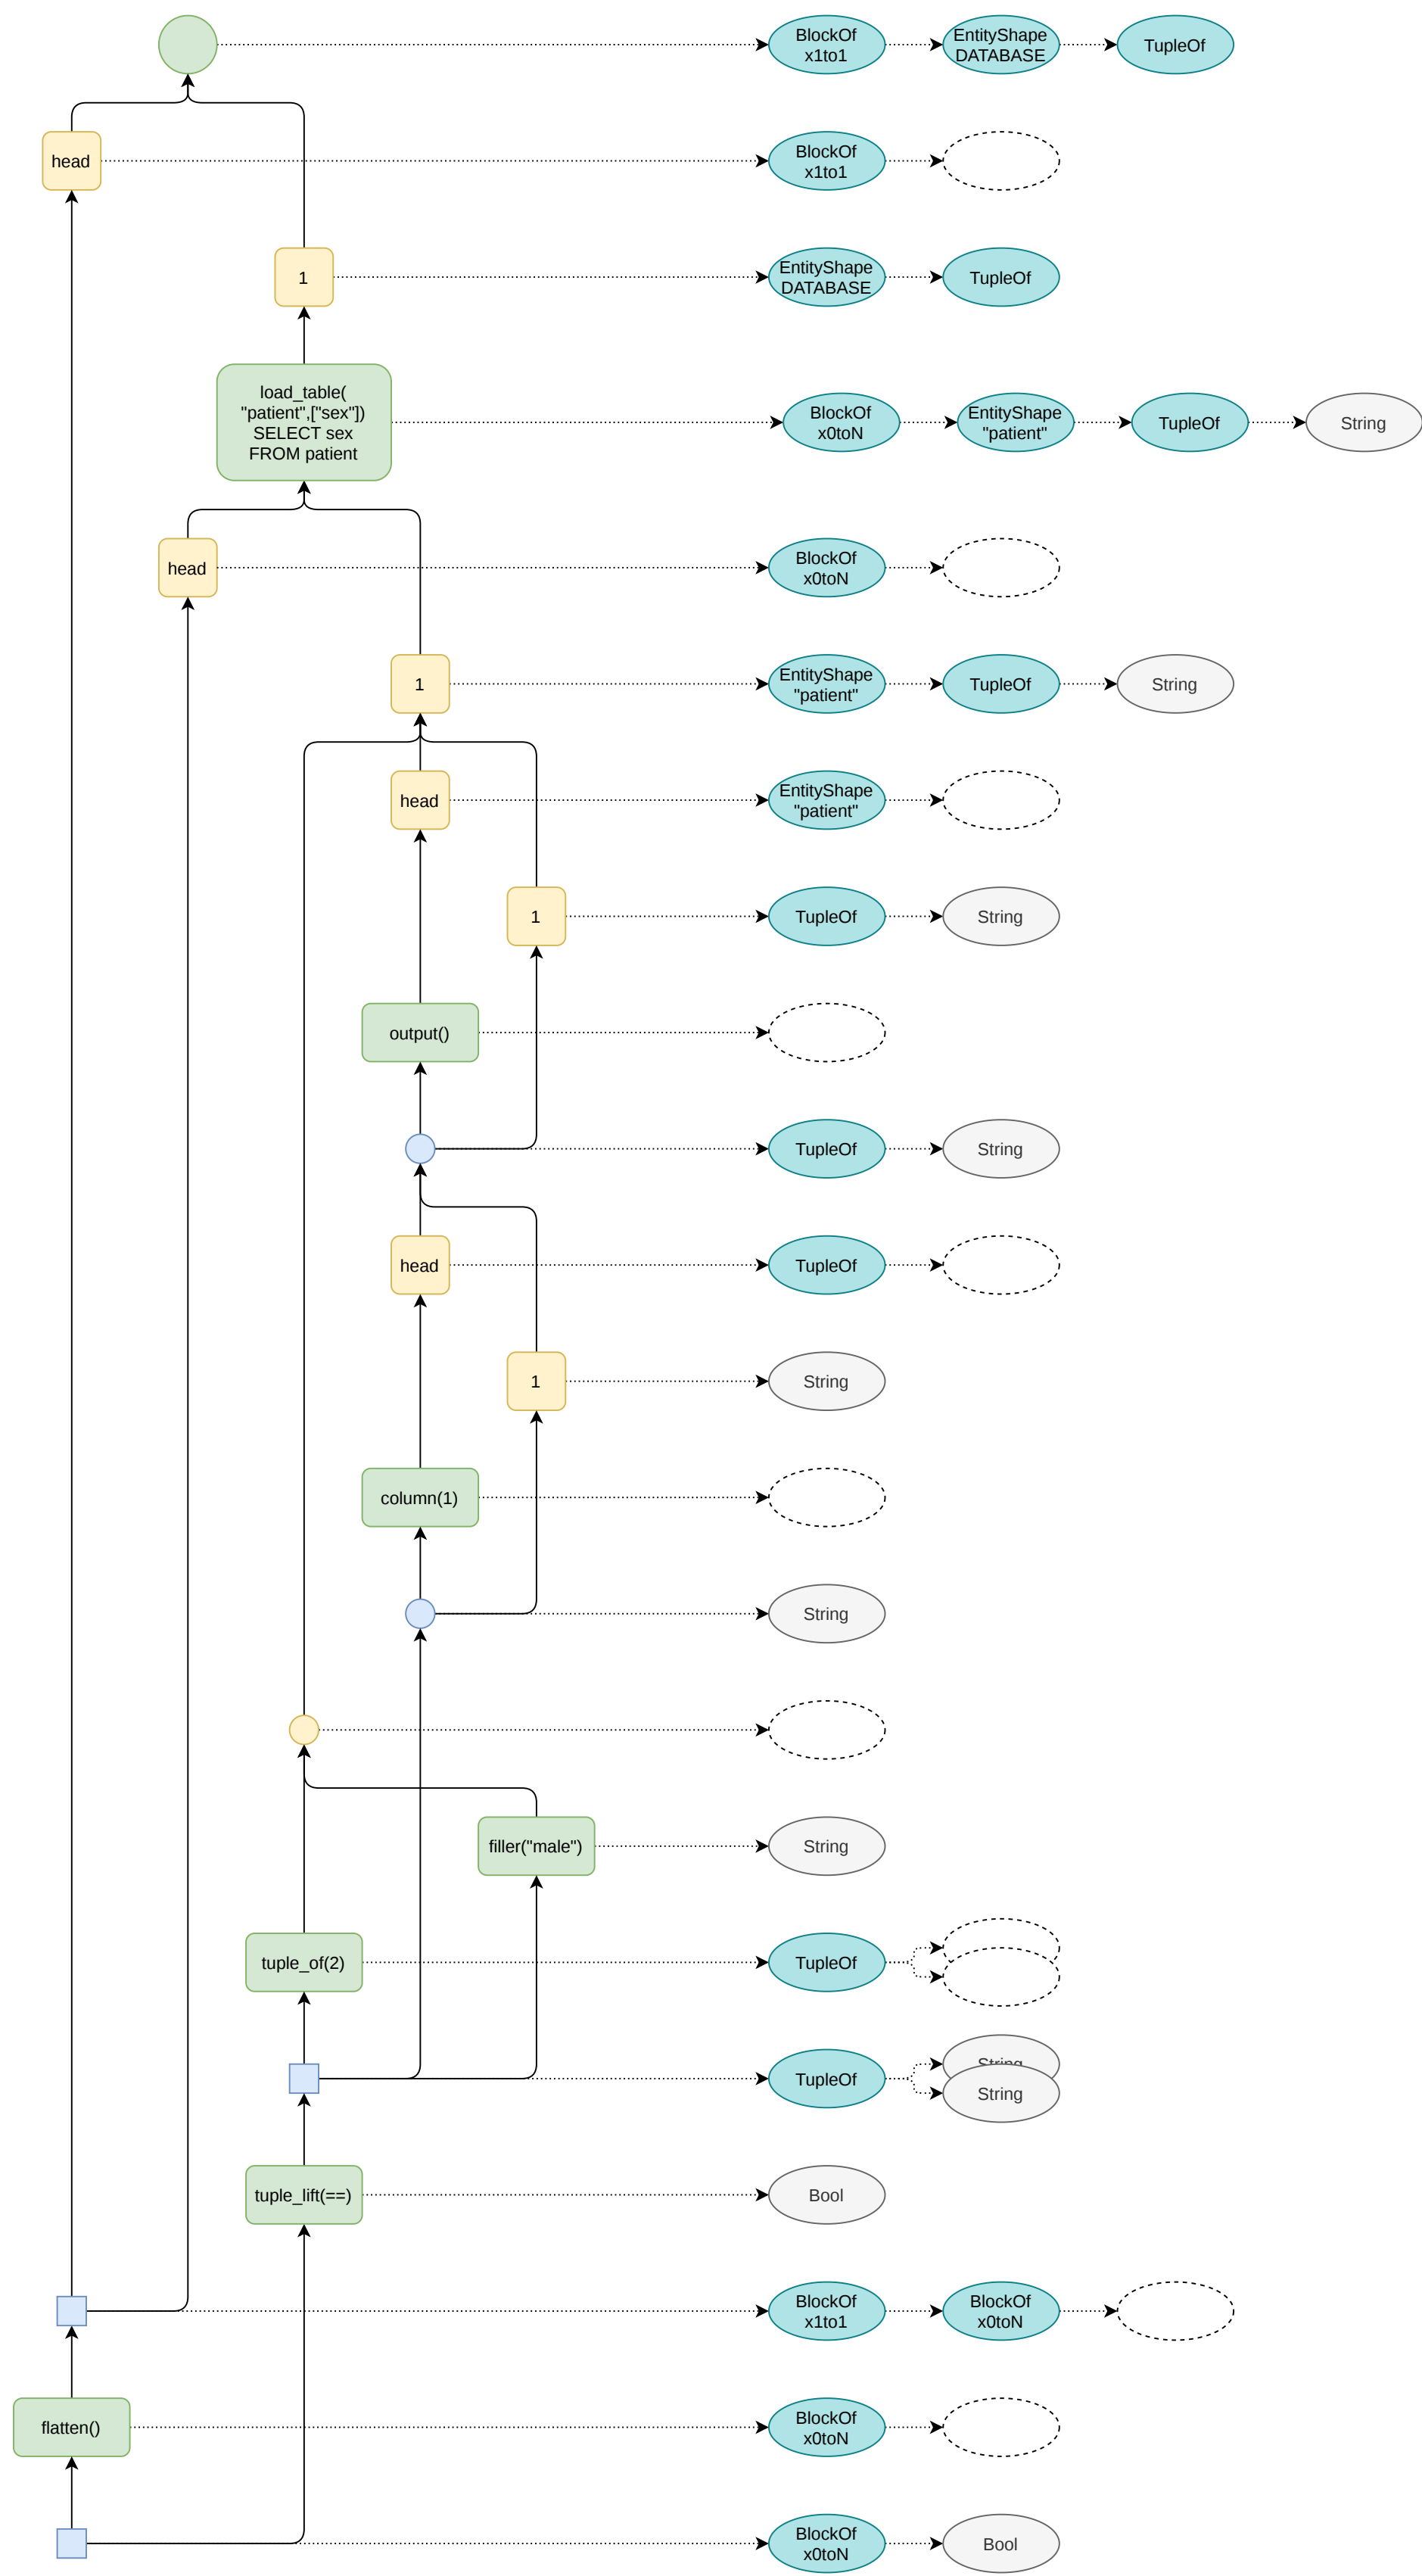 BlockOf
x1to1
EntityShape
DATABASE
TupleOf
head
BlockOf
x1to1
1
EntityShape
DATABASE
TupleOf
load_table(
"patient",["sex"])
SELECT sex
FROM patient
BlockOf
x0toN
EntityShape
"patient"
TupleOf
String
head
BlockOf
x0toN
1
EntityShape
"patient"
TupleOf
String
head
EntityShape
"patient"
1
TupleOf
String
output()
TupleOf
String
head
TupleOf
1
String
column(1)
String
filler("male")
String
tuple_of(2)
TupleOf
TupleOf
String
String
tuple_lift(==)
Bool
BlockOf
x1to1
BlockOf
x0toN
flatten()
BlockOf
x0toN
BlockOf
x0toN
Bool